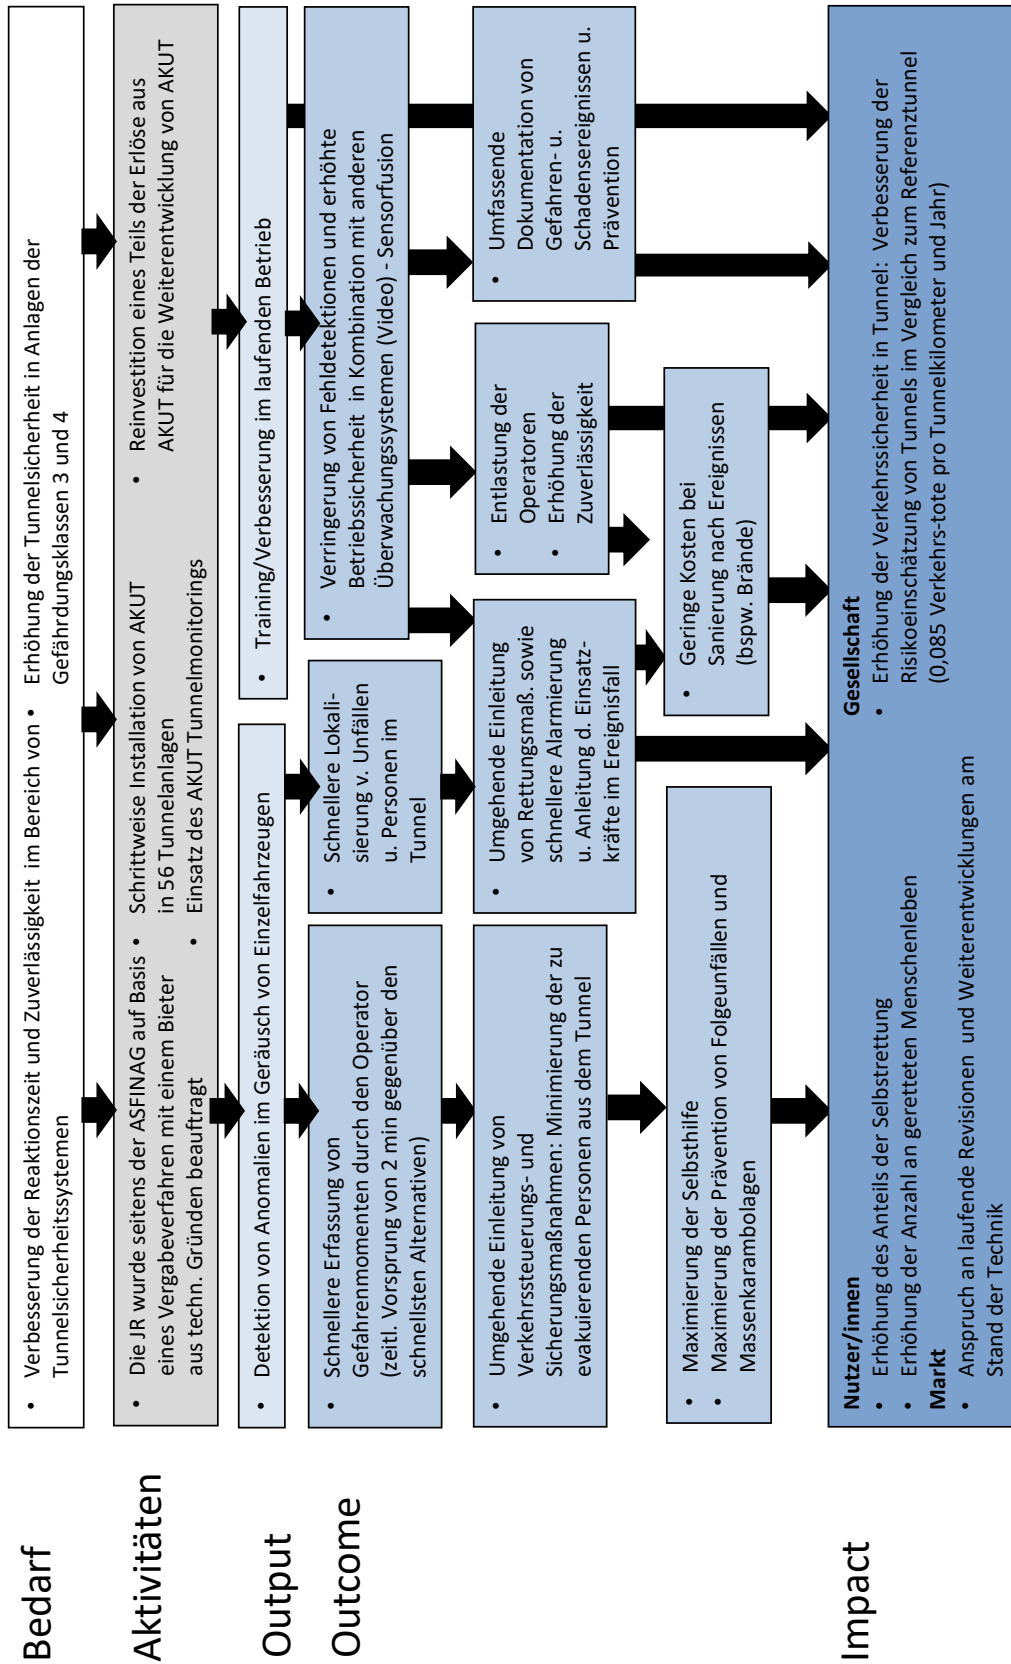 Bedarf
• Verbesserung der Reaktionszeit und Zuverlässigkeit im Bereich von
Tunnelsicherheitssystemen
• Erhöhung der Tunnelsicherheit in Anlagen der
Gefährdungsklassen 3 und 4
Aktivitäten
• Die JR wurde seitens der ASFINAG auf Basis
eines Vergabeverfahren mit einem Bieter
aus techn. Gründen beauftragt
• Schrittweise Installation von AKUT
in 56 Tunnelanlagen
• Einsatz des AKUT Tunnelmonitorings
• Reinvestition eines Teils der Erlöse aus
AKUT für die Weiterentwicklung von AKUT
Output
• Detektion von Anomalien im Geräusch von Einzelfahrzeugen
• Training/Verbesserung im laufenden Betrieb
Outcome
• Schnellere Erfassung von
Gefahrenmomenten durch den Operator
(zeitl. Vorsprung von 2 min gegenüber den
schnellsten Alternativen)
• Schnellere Lokali-
sierung v. Unfällen
u. Personen im
Tunnel
• Verringerung von Fehldetektionen und erhöhte
Betriebssicherheit in Kombination mit anderen
Überwachungssystemen (Video) - Sensorfusion
• Umgehende Einleitung von
Verkehrssteuerungs- und
Sicherungsmaßnahmen: Minimierung der zu
evakuierenden Personen aus dem Tunnel
• Umgehende Einleitung
von Rettungsmaß. sowie
schnellere Alarmierung
u. Anleitung d. Einsatz-
kräfte im Ereignisfall
• Entlastung der
Operatoren
• Erhöhung der
Zuverlässigkeit
• Umfassende
Dokumentation von
Gefahren- u.
Schadensereignissen u.
Prävention
• Maximierung der Selbsthilfe
• Maximierung der Prävention von Folgeunfällen und
Massenkarambolagen
• Geringe Kosten bei
Sanierung nach Ereignissen
(bspw. Brände)
Impact
Nutzer/innen
• Erhöhung des Anteils der Selbstrettung
• Erhöhung der Anzahl an geretteten Menschenleben
Markt
• Anspruch an laufende Revisionen und Weiterentwicklungen am
Stand der Technik
Gesellschaft
• Erhöhung der Verkehrssicherheit in Tunnel: Verbesserung der
Risikoeinschätzung von Tunnels im Vergleich zum Referenztunnel
(0,085 Verkehrs-tote pro Tunnelkilometer und Jahr)